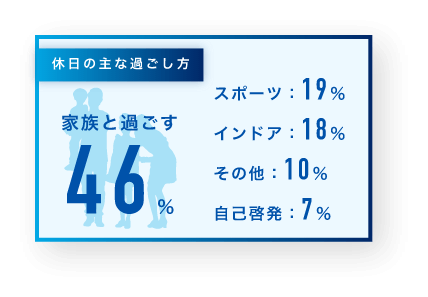 休日の主な過ごし方
家族と過ごす
46%
スポーツ：19%
インドア：18%
その他：10%
自己啓発：7%